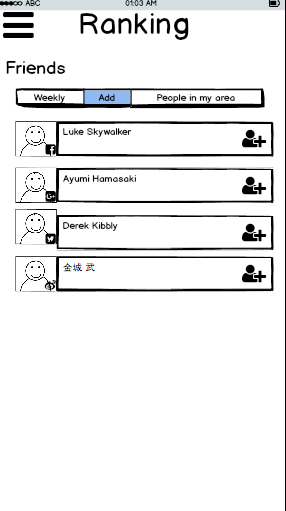 ABC 01:03 AM
Ranking
Friends
Weekly Add People in my area
Luke Skywalker
Ayumi Hamasaki
Derek Kibbly
金城 武